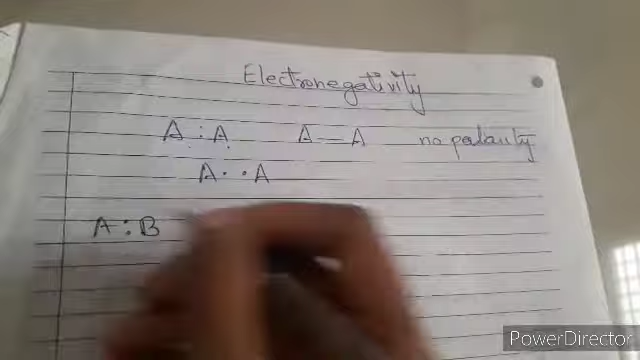 Electronegativity
A : A A — A no polarity
A · · A
A : B
PowerDirector